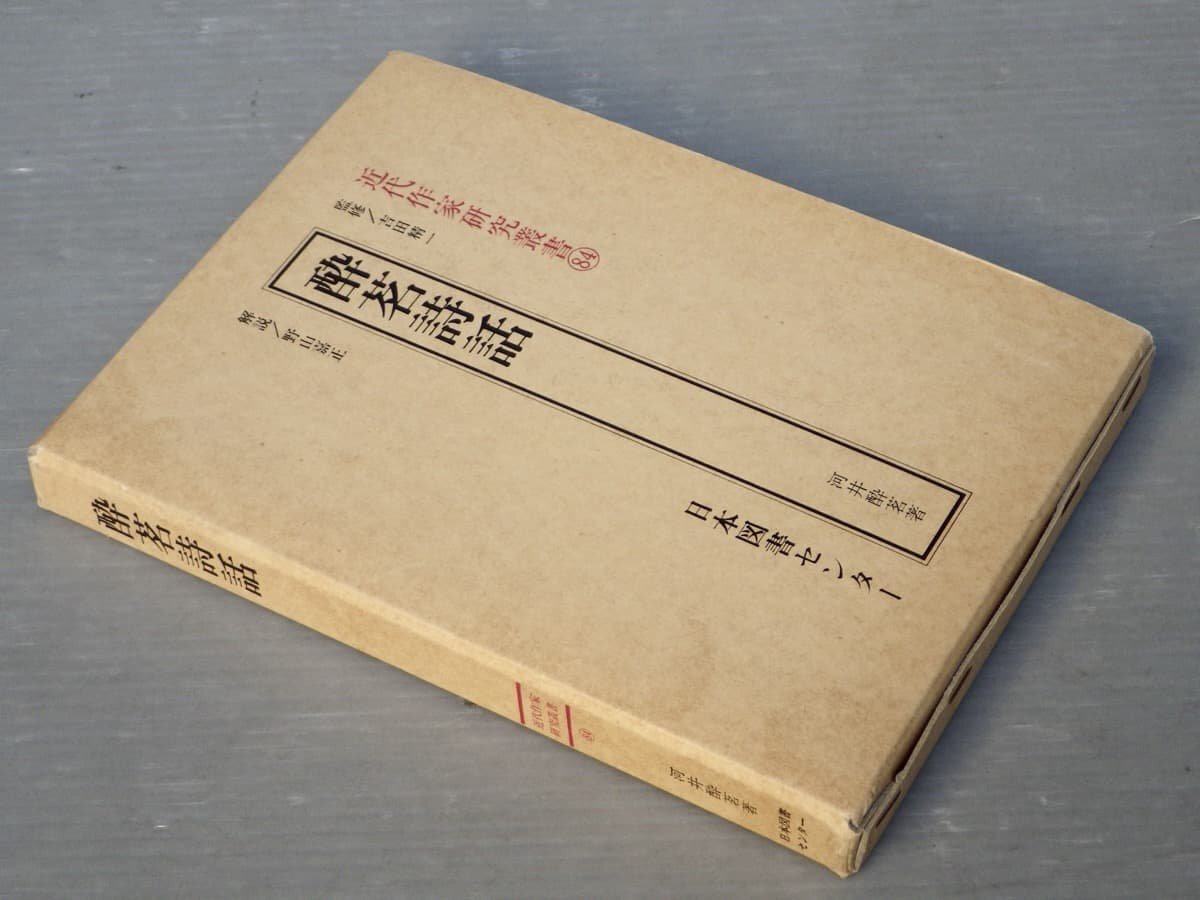 近代作家研究叢書84
監修/吉田精一
酔茗詩話
河井酔茗著
解説/野山嘉正
日本図書センター
酔茗詩話
近代作家
研究叢書
84
河井酔茗著
日本図書
センター